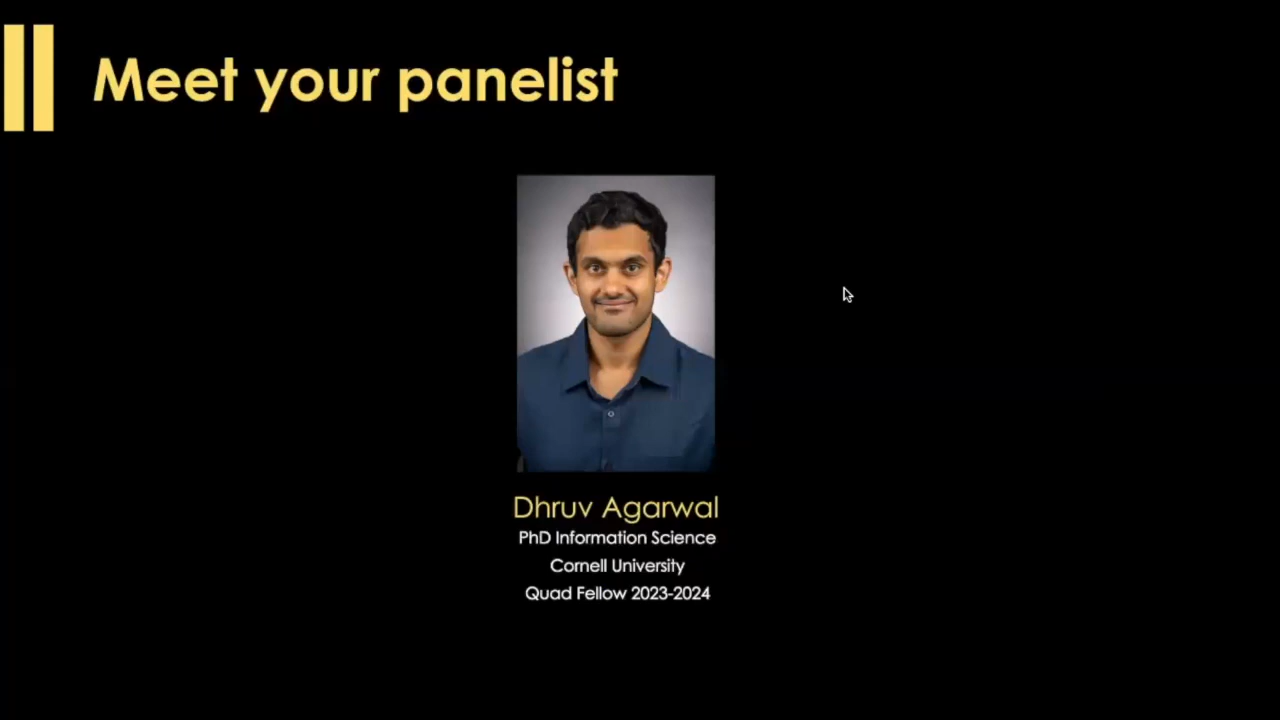 Meet your panelist
Dhruv Agarwal
PhD Information Science
Cornell University
Quad Fellow 2023-2024